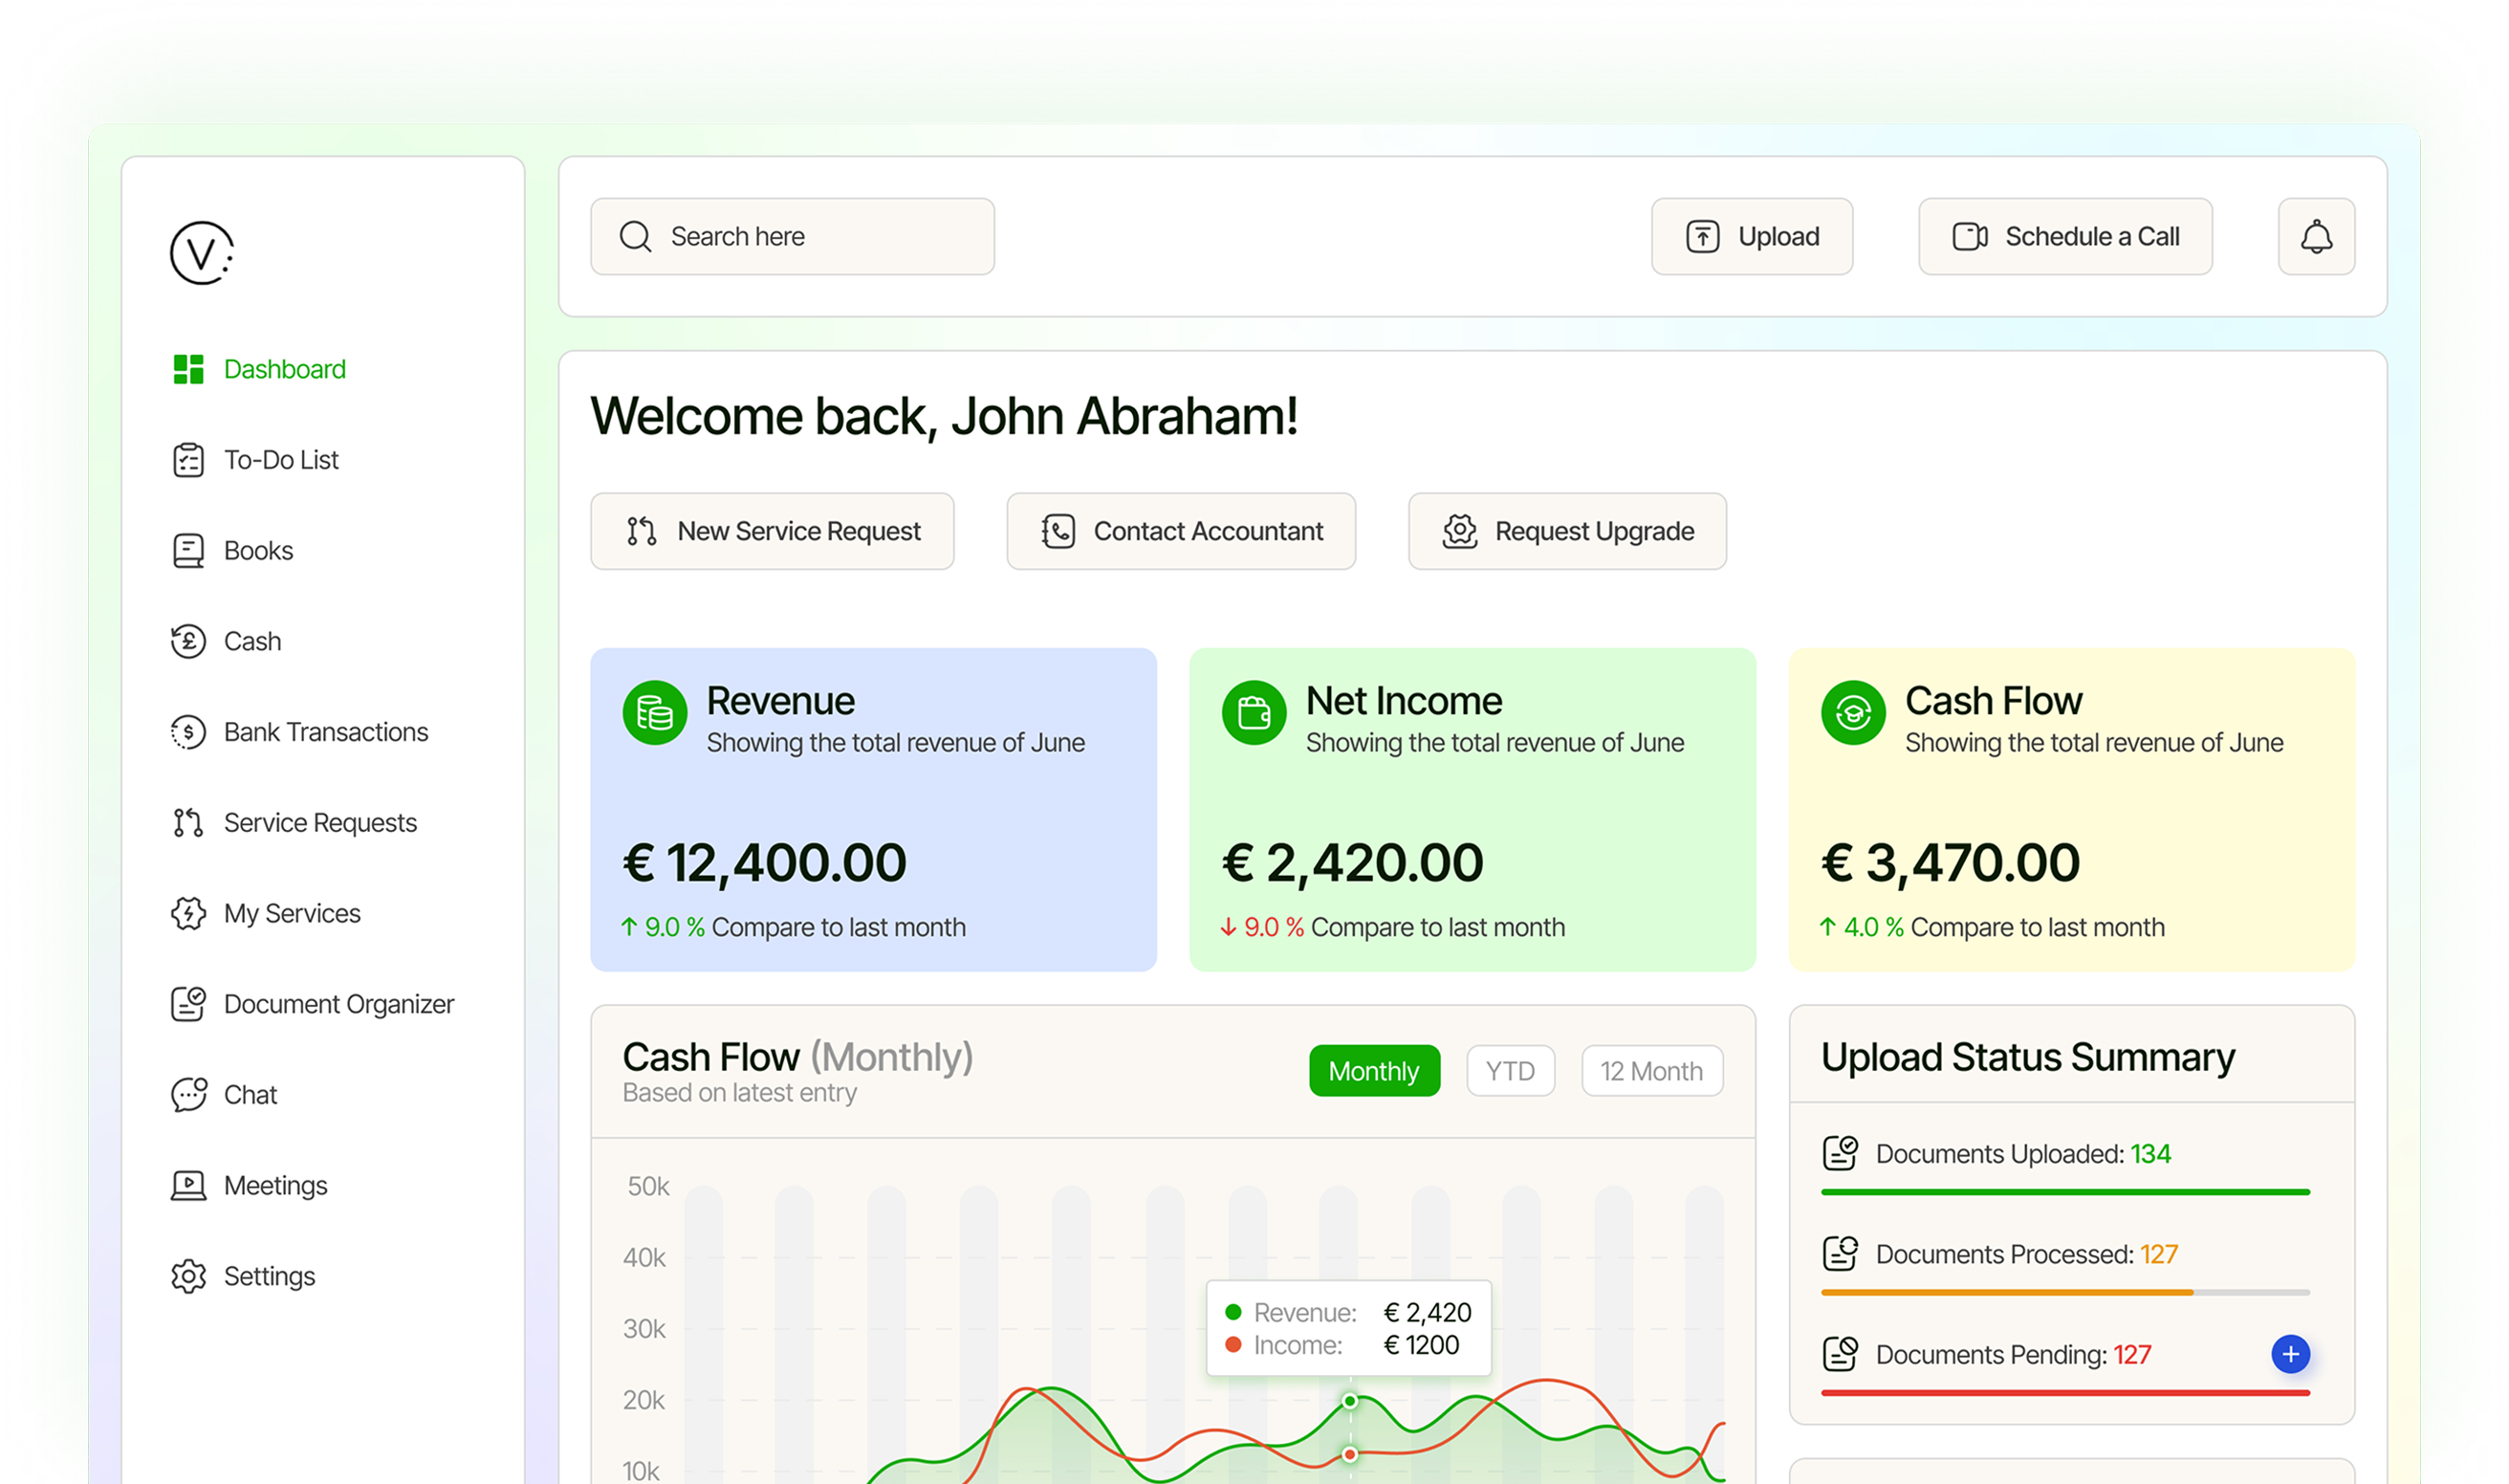 V
Dashboard
To-Do List
Books
Cash
Bank Transactions
Service Requests
My Services
Document Organizer
Chat
Meetings
Settings
Search here
Upload
Schedule a Call
Welcome back, John Abraham!
New Service Request
Contact Accountant
Request Upgrade
Revenue
Showing the total revenue of June
€ 12,400.00
↑ 9.0 % Compare to last month
Net Income
Showing the total revenue of June
€ 2,420.00
↓ 9.0 % Compare to last month
Cash Flow
Showing the total revenue of June
€ 3,470.00
↑ 4.0 % Compare to last month
Cash Flow (Monthly)
Based on latest entry
Monthly
YTD
12 Month
50k
40k
30k
20k
10k
Revenue: € 2,420
Income: € 1200
Upload Status Summary
Documents Uploaded: 134
Documents Processed: 127
Documents Pending: 127